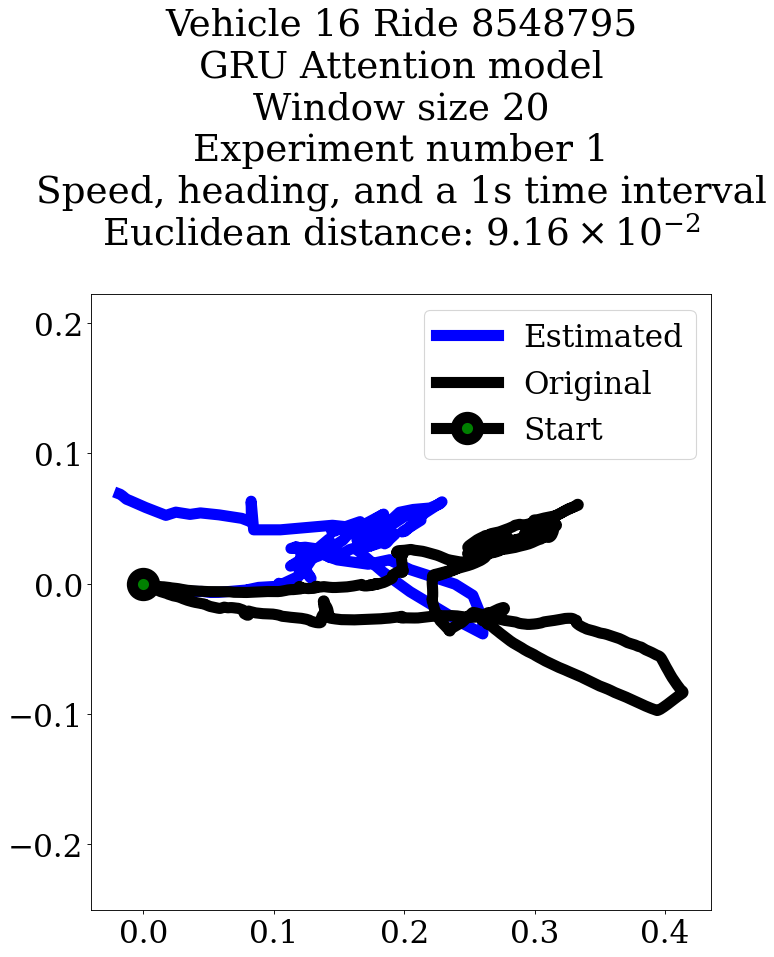 Vehicle 16 Ride 8548795
GRU Attention model
Window size 20
Experiment number 1
Speed, heading, and a 1s time interval
Euclidean distance: 9.16 × 10⁻²
Estimated
Original
Start
0.2
0.1
0.0
−0.1
−0.2
0.0 0.1 0.2 0.3 0.4